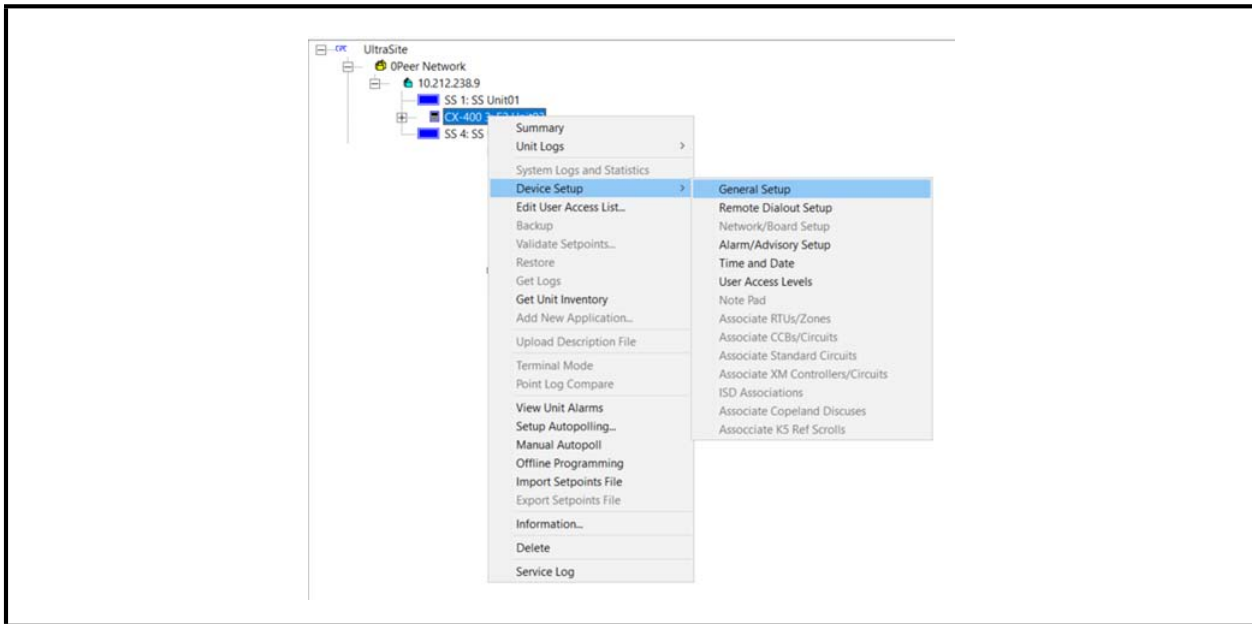 CPC UltraSite
0Peer Network
10.212.238.9
SS 1: SS Unit01
CX-400
SS 4: SS
Summary
Unit Logs
System Logs and Statistics
Device Setup
Edit User Access List...
Backup
Validate Setpoints...
Restore
Get Logs
Get Unit Inventory
Add New Application...
Upload Description File
Terminal Mode
Point Log Compare
View Unit Alarms
Setup Autopolling...
Manual Autopoll
Offline Programming
Import Setpoints File
Export Setpoints File
Information...
Delete
Service Log
General Setup
Remote Dialout Setup
Network/Board Setup
Alarm/Advisory Setup
Time and Date
User Access Levels
Note Pad
Associate RTUs/Zones
Associate CCBs/Circuits
Associate Standard Circuits
Associate XM Controllers/Circuits
ISD Associations
Associate Copeland Discuses
Assocciate K5 Ref Scrolls